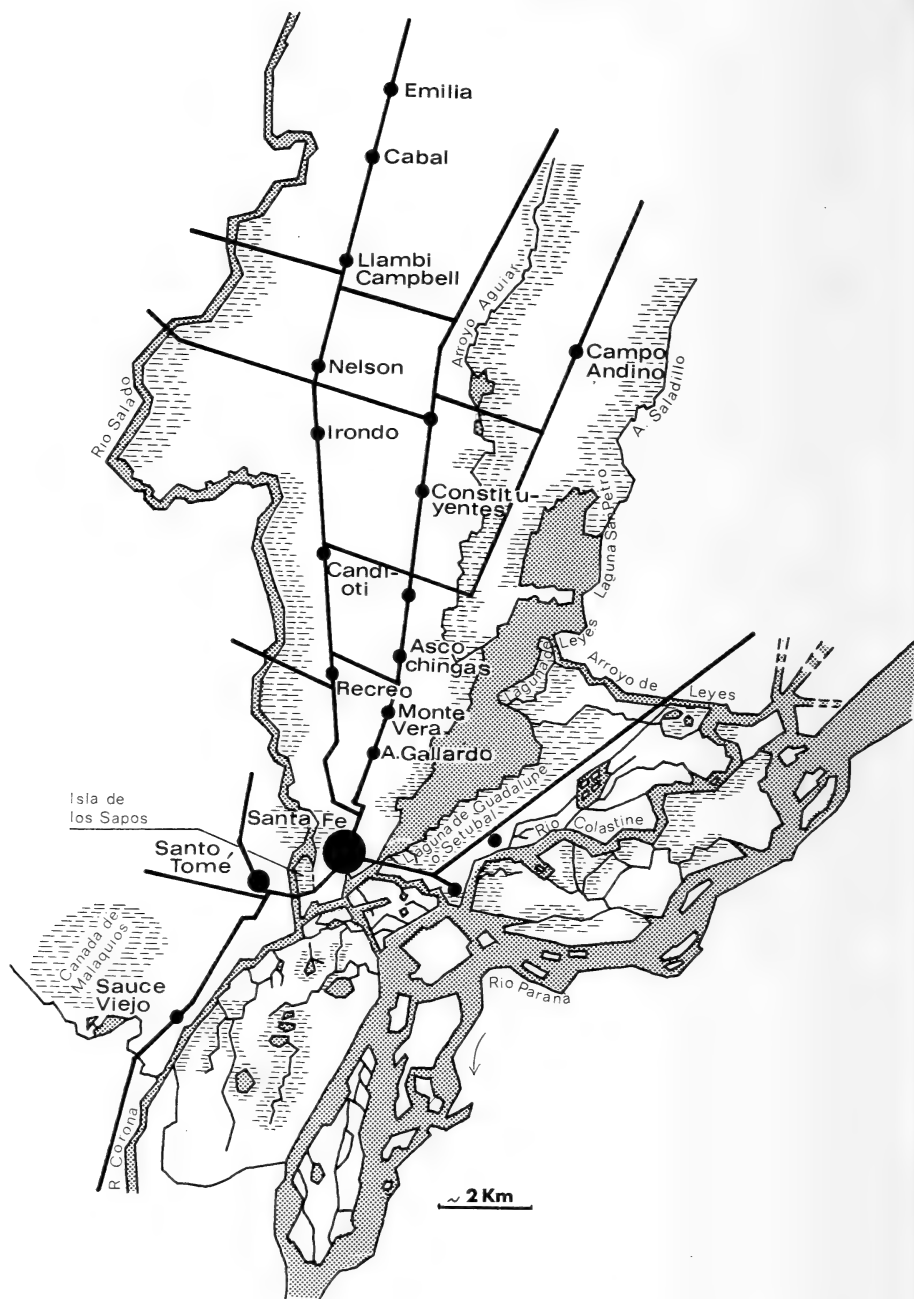 Emilia
Cabal
Llambi
Campbell
Arroyo Aguiar
Nelson
Campo
Andino
Rio Salado
A. Saladillo
Irondo
Constitu-
yentes
Laguna San Petro
Candi-
oti
Asco-
chingas
Laguna de Leyes
Arroyo de Leyes
Recreo
Monte
Vera
A. Gallardo
Isla de
los Sapos
Santa Fe
Laguna de Guadalupe
o Setubal
Rio Colastine
Santo
Tomé
Canada de
Malaquios
Sauce
Viejo
Rio Parana
R Corona
~ 2 Km